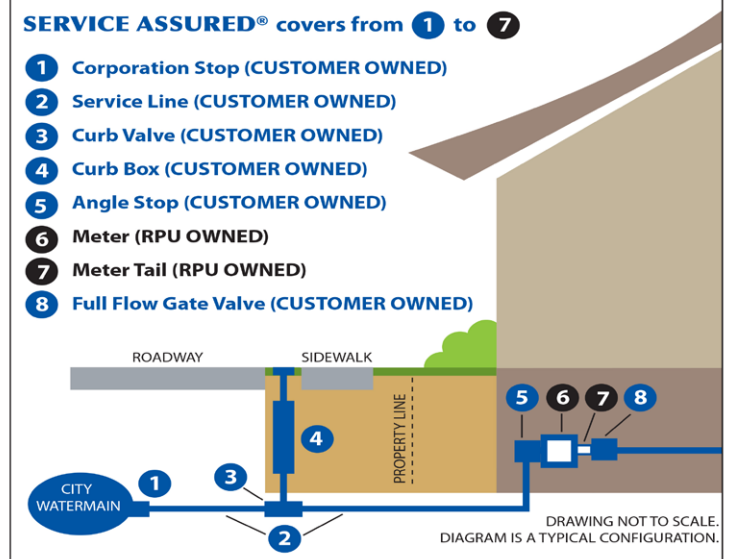 SERVICE ASSURED® covers from 1 to 7
1 Corporation Stop (CUSTOMER OWNED)
2 Service Line (CUSTOMER OWNED)
3 Curb Valve (CUSTOMER OWNED)
4 Curb Box (CUSTOMER OWNED)
5 Angle Stop (CUSTOMER OWNED)
6 Meter (RPU OWNED)
7 Meter Tail (RPU OWNED)
8 Full Flow Gate Valve (CUSTOMER OWNED)
ROADWAY
SIDEWALK
PROPERTY LINE
5 6 7 8
4
3
1
CITY
WATERMAIN
2
DRAWING NOT TO SCALE.
DIAGRAM IS A TYPICAL CONFIGURATION.